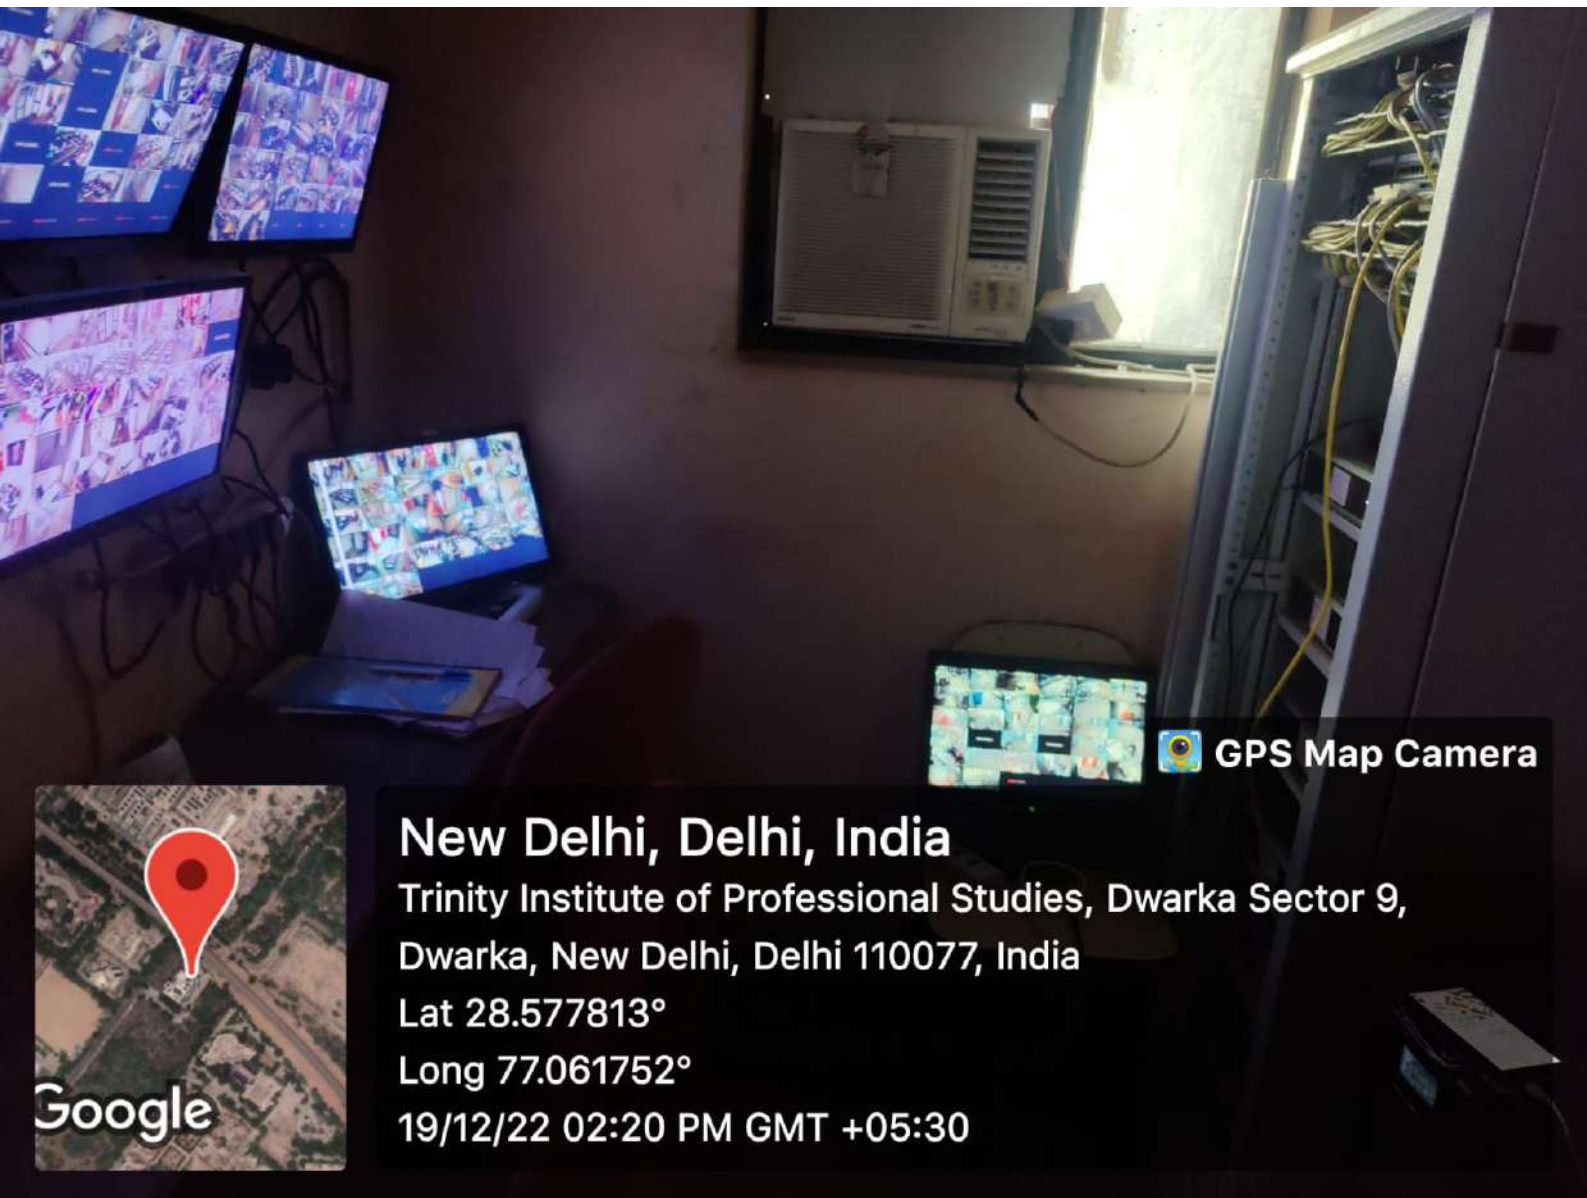 GPS Map Camera
New Delhi, Delhi, India
Trinity Institute of Professional Studies, Dwarka Sector 9,
Dwarka, New Delhi, Delhi 110077, India
Lat 28.577813°
Long 77.061752°
19/12/22 02:20 PM GMT +05:30
Google